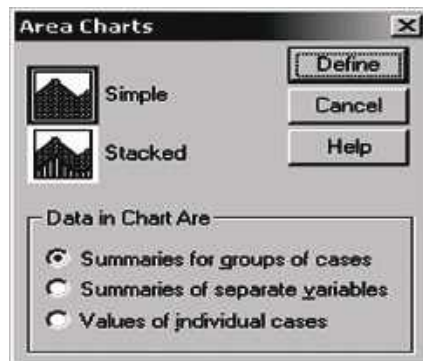 Area Charts
Define
Simple
Cancel
Stacked
Help
Data in Chart Are
Summaries for groups of cases
Summaries of separate variables
Values of individual cases